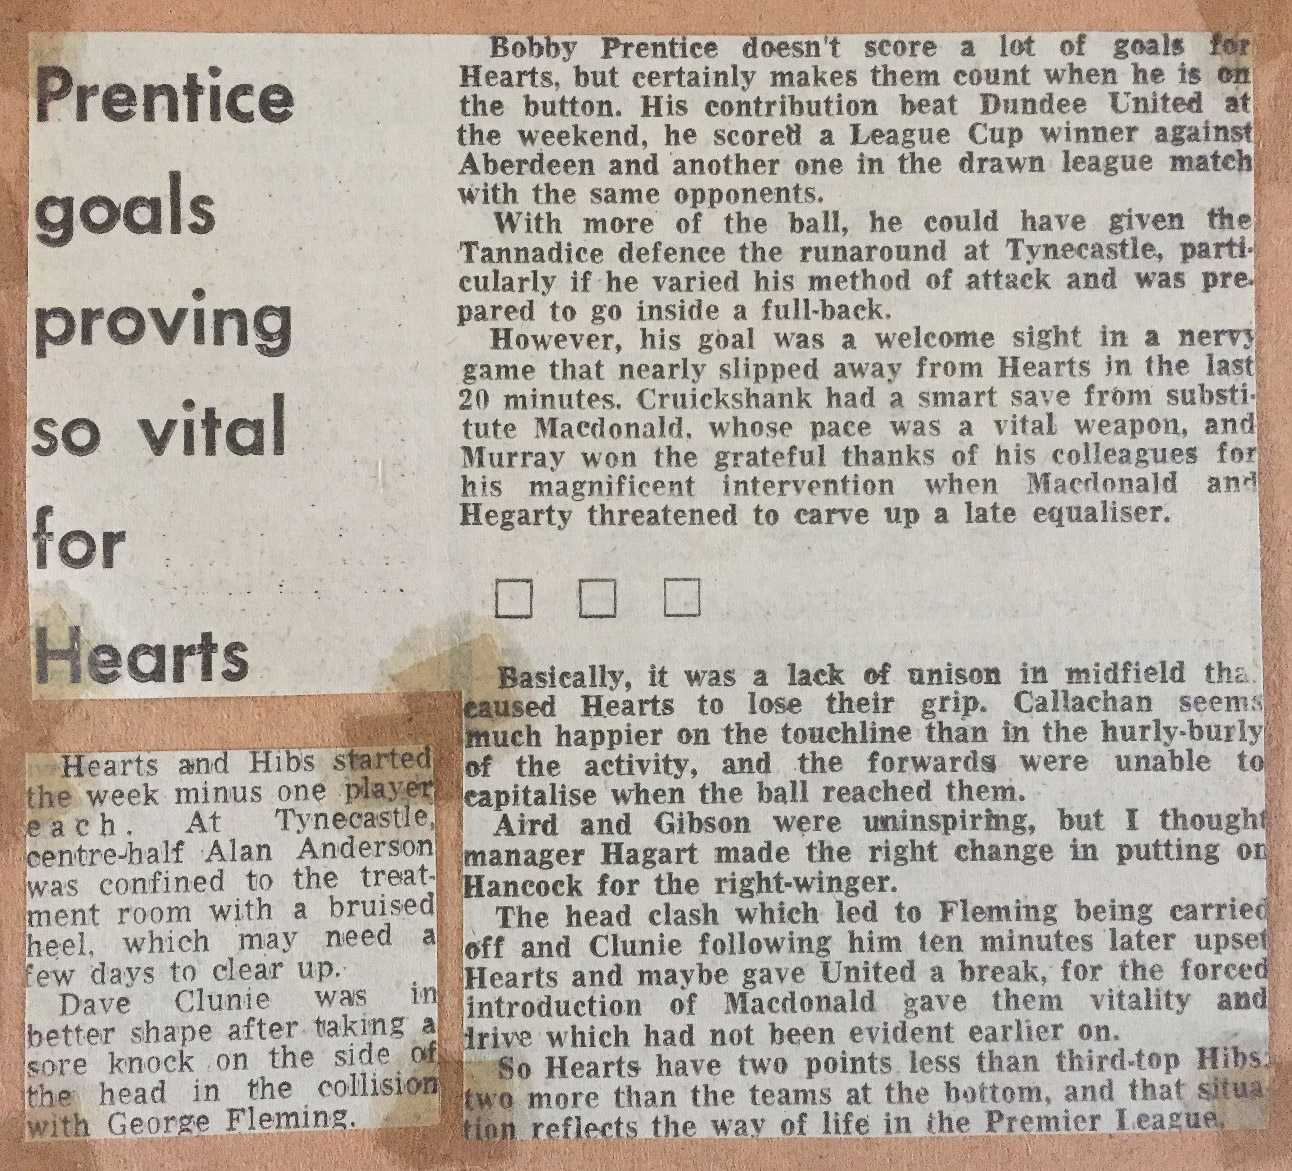 Prentice
goals
proving
so vital
for
Hearts
Bobby Prentice doesn't score a lot of goals for
Hearts, but certainly makes them count when he is on
the button. His contribution beat Dundee United at
the weekend, he scored a League Cup winner against
Aberdeen and another one in the drawn league match
with the same opponents.
With more of the ball, he could have given the
Tannadice defence the runaround at Tynecastle, parti-
cularly if he varied his method of attack and was pre-
pared to go inside a full-back.
However, his goal was a welcome sight in a nervy
game that nearly slipped away from Hearts in the last
20 minutes. Cruickshank had a smart save from substi-
tute Macdonald, whose pace was a vital weapon, and
Murray won the grateful thanks of his colleagues for
his magnificent intervention when Macdonald and
Hegarty threatened to carve up a late equaliser.
Basically, it was a lack of unison in midfield tha
caused Hearts to lose their grip. Callachan seems
much happier on the touchline than in the hurly-burly
of the activity, and the forwards were unable to
capitalise when the ball reached them.
Aird and Gibson were uninspiring, but I thought
manager Hagart made the right change in putting on
Hancock for the right-winger.
The head clash which led to Fleming being carried
off and Clunie following him ten minutes later upset
Hearts and maybe gave United a break, for the forced
introduction of Macdonald gave them vitality and
drive which had not been evident earlier on.
So Hearts have two points less than third-top Hibs:
two more than the teams at the bottom, and that situa
tion reflects the way of life in the Premier League.
Hearts and Hibs started
the week minus one player
each. At Tynecastle,
centre-half Alan Anderson
was confined to the treat-
ment room with a bruised
heel, which may need a
few days to clear up.
Dave Clunie was in
better shape after taking a
sore knock on the side of
the head in the collision
with George Fleming.